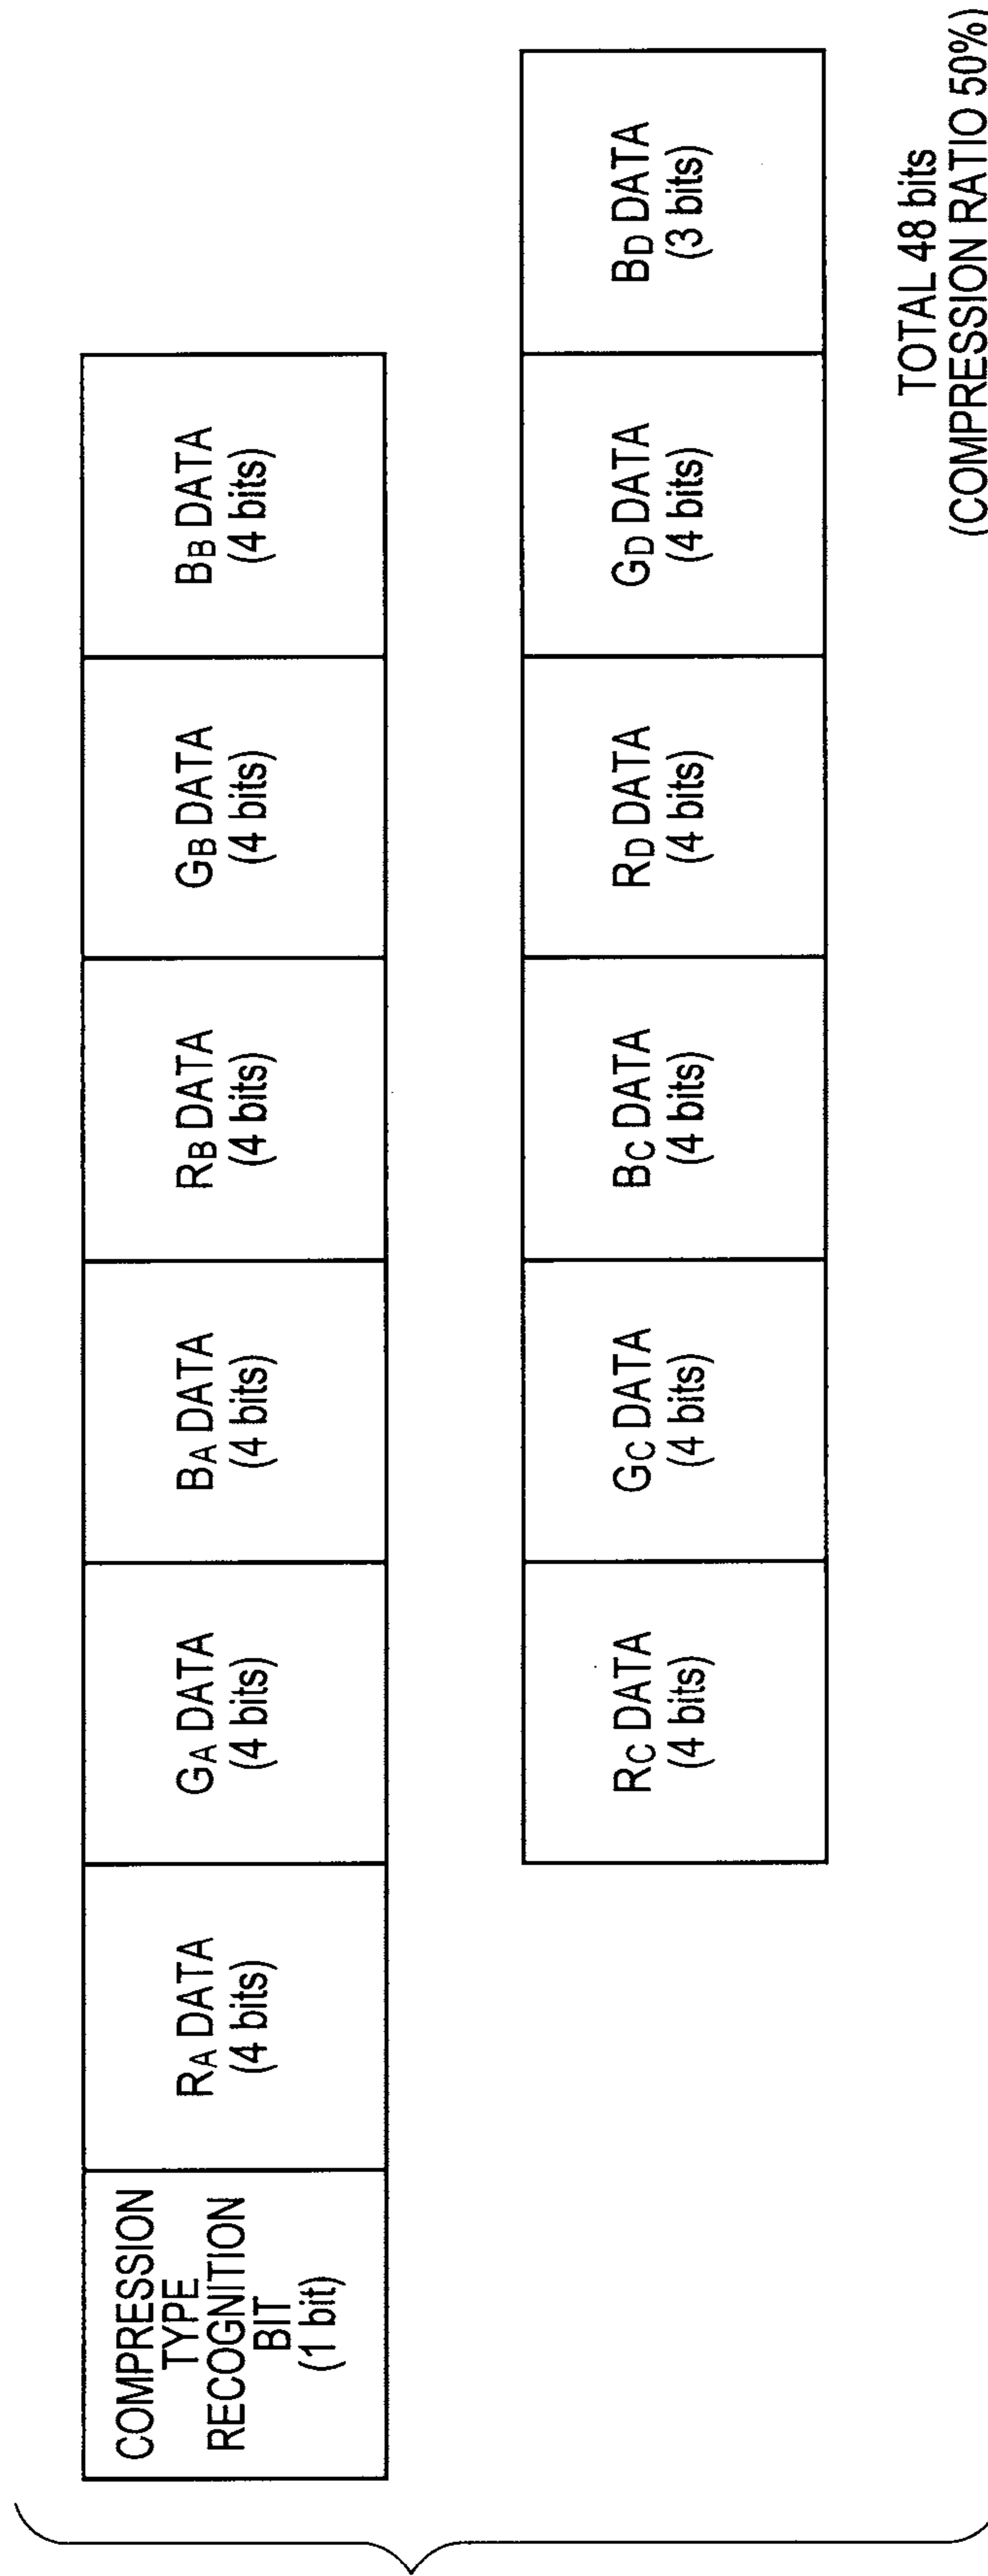 COMPRESSION
TYPE
RECOGNITION
BIT
(1 bit)
RA DATA
(4 bits)
GA DATA
(4 bits)
BA DATA
(4 bits)
RB DATA
(4 bits)
GB DATA
(4 bits)
BB DATA
(4 bits)
RC DATA
(4 bits)
GC DATA
(4 bits)
BC DATA
(4 bits)
RD DATA
(4 bits)
GD DATA
(4 bits)
BD DATA
(3 bits)
TOTAL 48 bits
(COMPRESSION RATIO 50%)